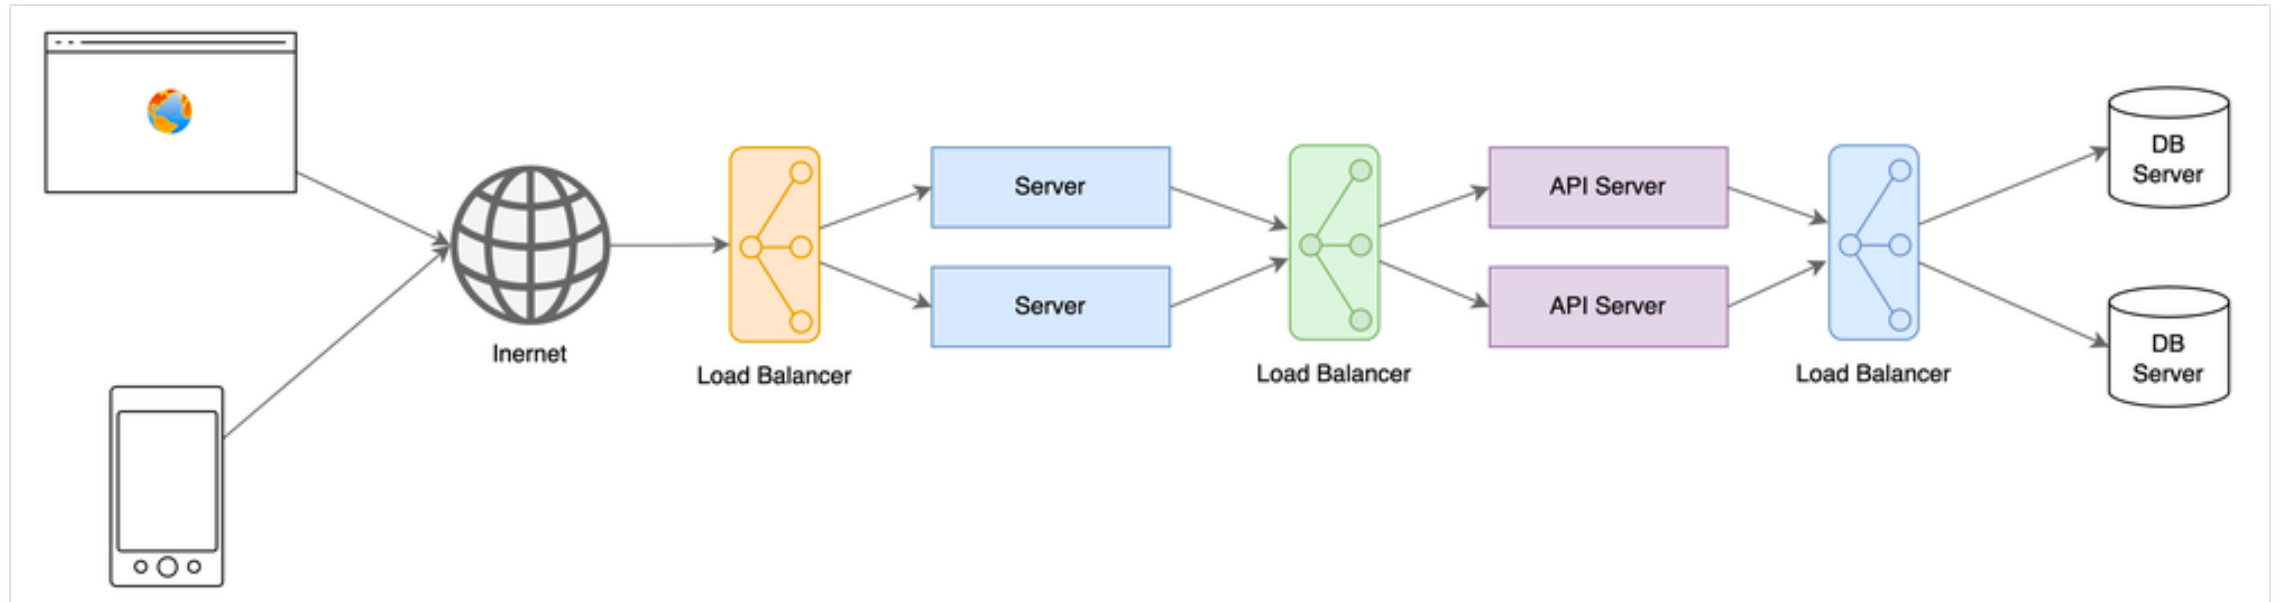 Inernet
Load Balancer
Server
Server
Load Balancer
API Server
API Server
Load Balancer
DB
Server
DB
Server